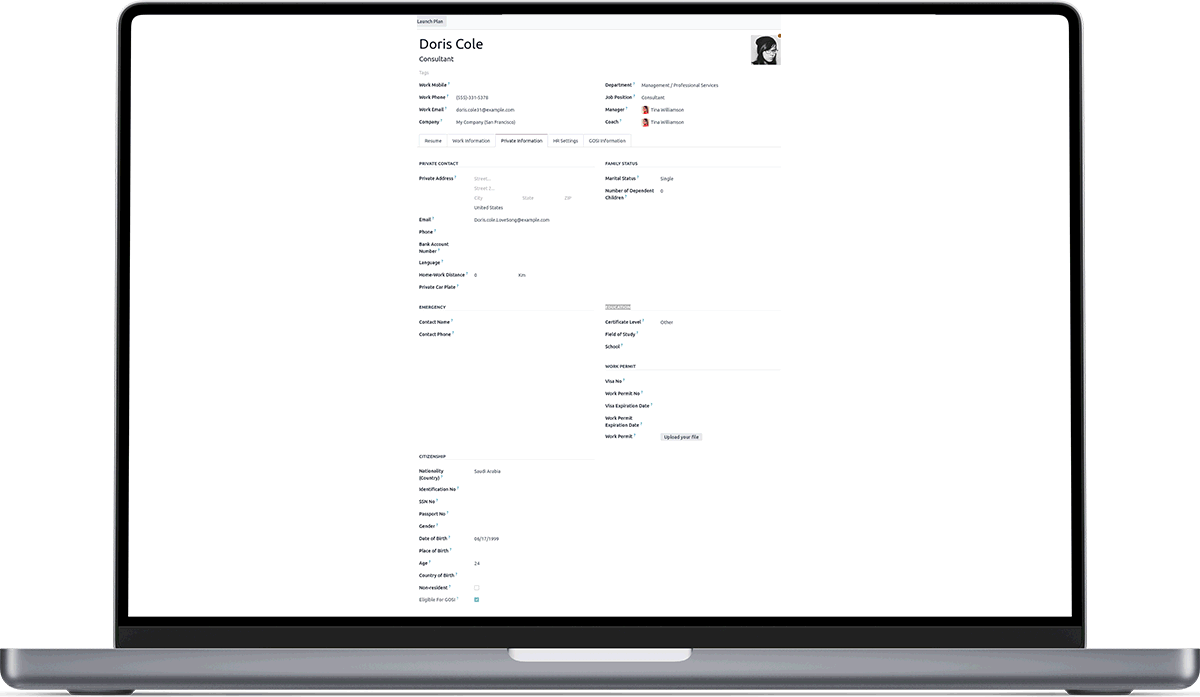 Launch Plan
Doris Cole
Consultant
Tags
Work Mobile ?
Work Phone ? (555)-331-5378
Work Email ? doris.cole31@example.com
Company ? My Company (San Francisco)
Department ? Management / Professional Services
Job Position ? Consultant
Manager ? Tina Williamson
Coach ? Tina Williamson
Resume Work Information Private Information HR Settings GOSI Information
PRIVATE CONTACT
Private Address ? Street...
Street 2...
City State ZIP
United States
Email ? Doris.cole.LoveSong@example.com
Phone ?
Bank Account
Number ?
Language ?
Home-Work Distance ? 0 Km
Private Car Plate ?
FAMILY STATUS
Marital Status ? Single
Number of Dependent 0
Children ?
EMERGENCY
Contact Name ?
Contact Phone ?
EDUCATION
Certificate Level ? Other
Field of Study ?
School ?
WORK PERMIT
Visa No ?
Work Permit No ?
Visa Expiration Date ?
Work Permit
Expiration Date ?
Work Permit ? Upload your file
CITIZENSHIP
Nationality Saudi Arabia
(Country) ?
Identification No ?
SSN No ?
Passport No ?
Gender ?
Date of Birth ? 09/17/1999
Place of Birth ?
Age ? 24
Country of Birth ?
Non-resident ?
Eligible For GOSI ?